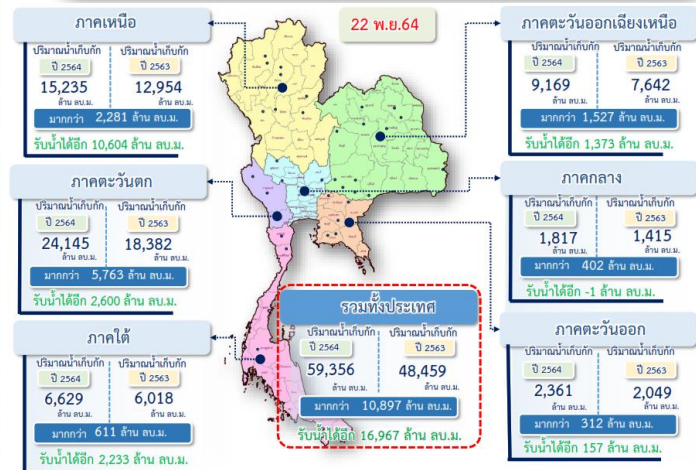 22 พ.ย.64
ภาคเหนือ
ปริมาณน้ำเก็บกัก ปริมาณน้ำเก็บกัก
ปี 2564 ปี 2563
15,235 12,954
ล้าน ลบ.ม. ล้าน ลบ.ม.
มากกว่า 2,281 ล้าน ลบ.ม.
รับน้ำได้อีก 10,604 ล้าน ลบ.ม.
ภาคตะวันออกเฉียงเหนือ
ปริมาณน้ำเก็บกัก ปริมาณน้ำเก็บกัก
ปี 2564 ปี 2563
9,169 7,642
ล้าน ลบ.ม. ล้าน ลบ.ม.
มากกว่า 1,527 ล้าน ลบ.ม.
รับน้ำได้อีก 1,373 ล้าน ลบ.ม.
ภาคตะวันตก
ปริมาณน้ำเก็บกัก ปริมาณน้ำเก็บกัก
ปี 2564 ปี 2563
24,145 18,382
ล้าน ลบ.ม. ล้าน ลบ.ม.
มากกว่า 5,763 ล้าน ลบ.ม.
รับน้ำได้อีก 2,600 ล้าน ลบ.ม.
ภาคกลาง
ปริมาณน้ำเก็บกัก ปริมาณน้ำเก็บกัก
ปี 2564 ปี 2563
1,817 1,415
ล้าน ลบ.ม. ล้าน ลบ.ม.
มากกว่า 402 ล้าน ลบ.ม.
รับน้ำได้อีก -1 ล้าน ลบ.ม.
ภาคใต้
ปริมาณน้ำเก็บกัก ปริมาณน้ำเก็บกัก
ปี 2564 ปี 2563
6,629 6,018
ล้าน ลบ.ม. ล้าน ลบ.ม.
มากกว่า 611 ล้าน ลบ.ม.
รับน้ำได้อีก 2,233 ล้าน ลบ.ม.
รวมทั้งประเทศ
ปริมาณน้ำเก็บกัก ปริมาณน้ำเก็บกัก
ปี 2564 ปี 2563
59,356 48,459
ล้าน ลบ.ม. ล้าน ลบ.ม.
มากกว่า 10,897 ล้าน ลบ.ม.
รับน้ำได้อีก 16,967 ล้าน ลบ.ม.
ภาคตะวันออก
ปริมาณน้ำเก็บกัก ปริมาณน้ำเก็บกัก
ปี 2564 ปี 2563
2,361 2,049
ล้าน ลบ.ม. ล้าน ลบ.ม.
มากกว่า 312 ล้าน ลบ.ม.
รับน้ำได้อีก 157 ล้าน ลบ.ม.